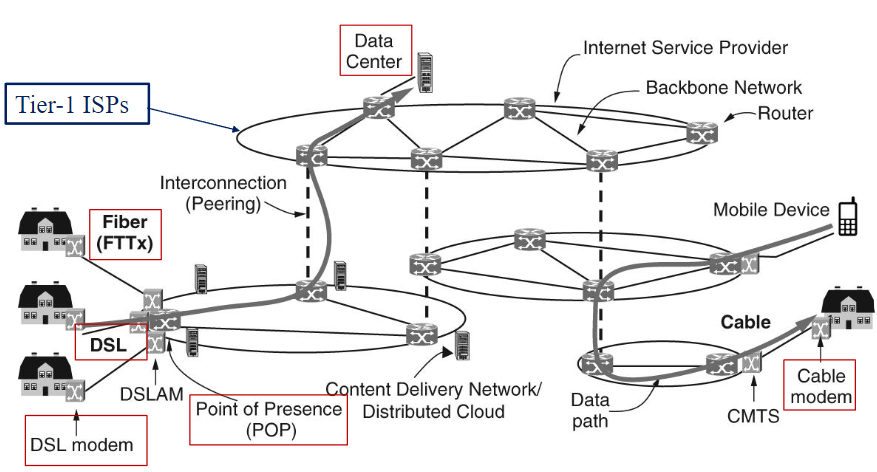 Data
Center
Internet Service Provider
Backbone Network
Router
Tier-1 ISPs
Interconnection
(Peering)
Mobile Device
Fiber
(FTTx)
DSL
Cable
DSLAM
Point of Presence
(POP)
Content Delivery Network/
Distributed Cloud
Data
path
CMTS
Cable
modem
DSL modem